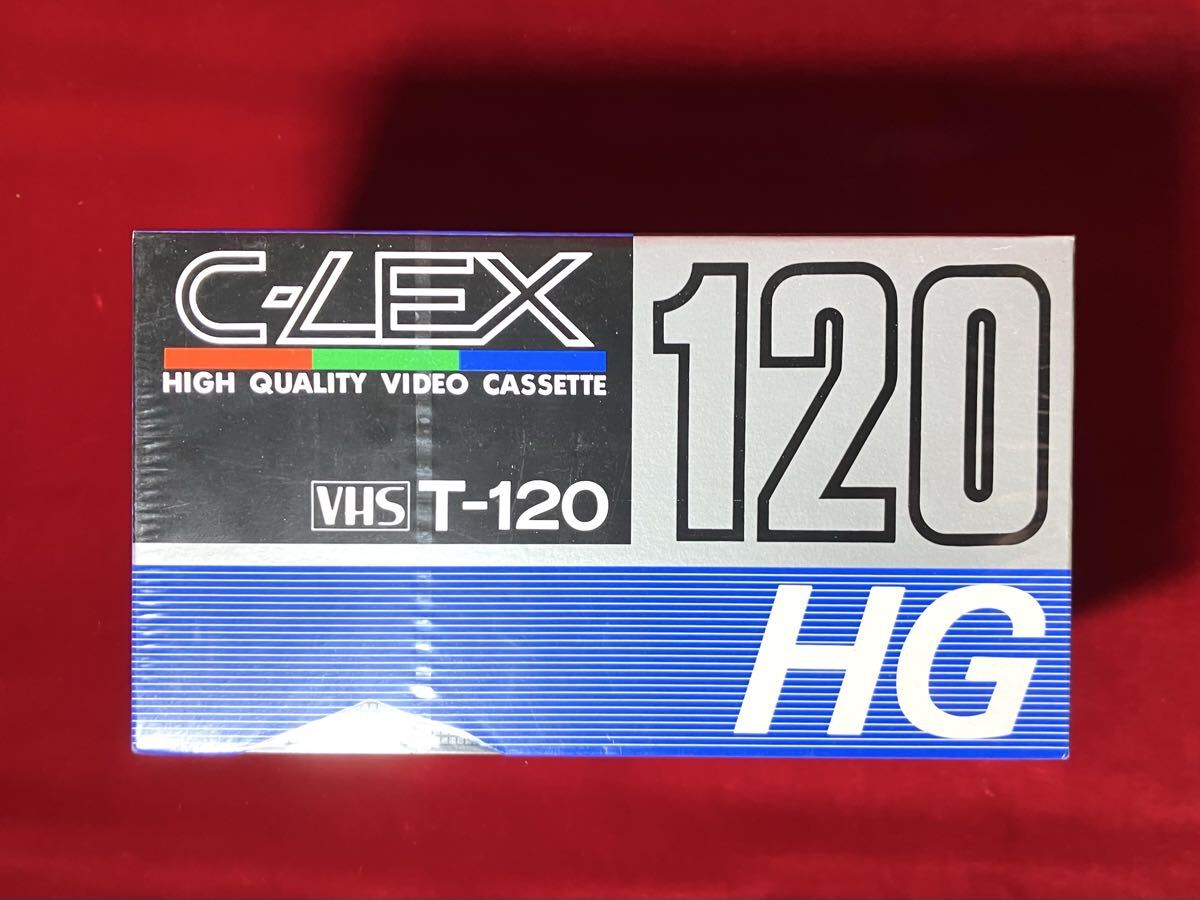 C-LEX
HIGH QUALITY VIDEO CASSETTE
VHS T-120
120
HG